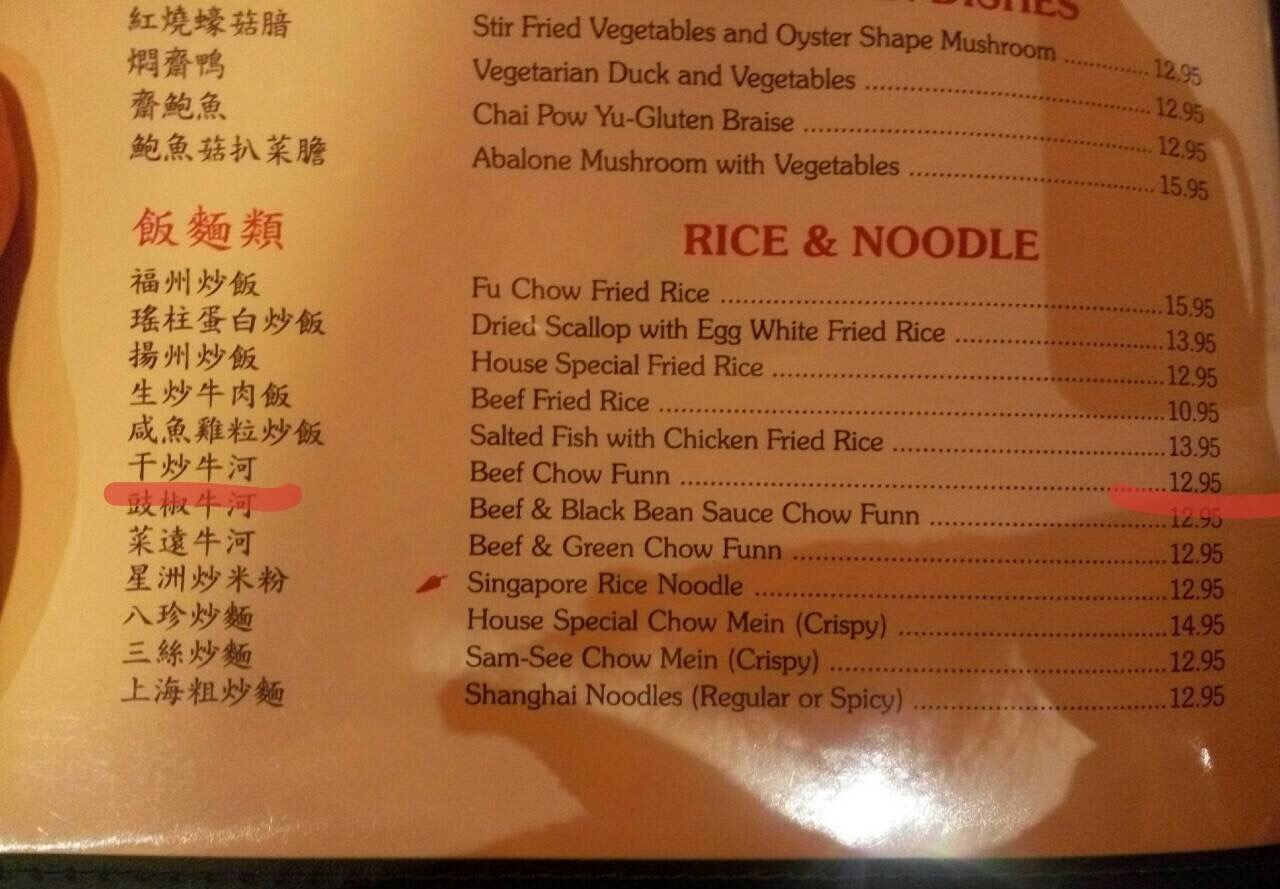 DISHES
紅燒蠔菇腊 Stir Fried Vegetables and Oyster Shape Mushroom 12.95
燜齋鴨 Vegetarian Duck and Vegetables 12.95
齋鮑魚 Chai Pow Yu-Gluten Braise 12.95
鮑魚菇扒菜膽 Abalone Mushroom with Vegetables 15.95
飯麵類 RICE & NOODLE
福州炒飯 Fu Chow Fried Rice 15.95
瑤柱蛋白炒飯 Dried Scallop with Egg White Fried Rice 13.95
揚州炒飯 House Special Fried Rice 12.95
生炒牛肉飯 Beef Fried Rice 10.95
咸魚雞粒炒飯 Salted Fish with Chicken Fried Rice 13.95
干炒牛河 Beef Chow Funn 12.95
豉椒牛河 Beef & Black Bean Sauce Chow Funn 12.95
菜遠牛河 Beef & Green Chow Funn 12.95
星洲炒米粉 Singapore Rice Noodle 12.95
八珍炒麵 House Special Chow Mein (Crispy) 14.95
三絲炒麵 Sam-See Chow Mein (Crispy) 12.95
上海粗炒麵 Shanghai Noodles (Regular or Spicy) 12.95